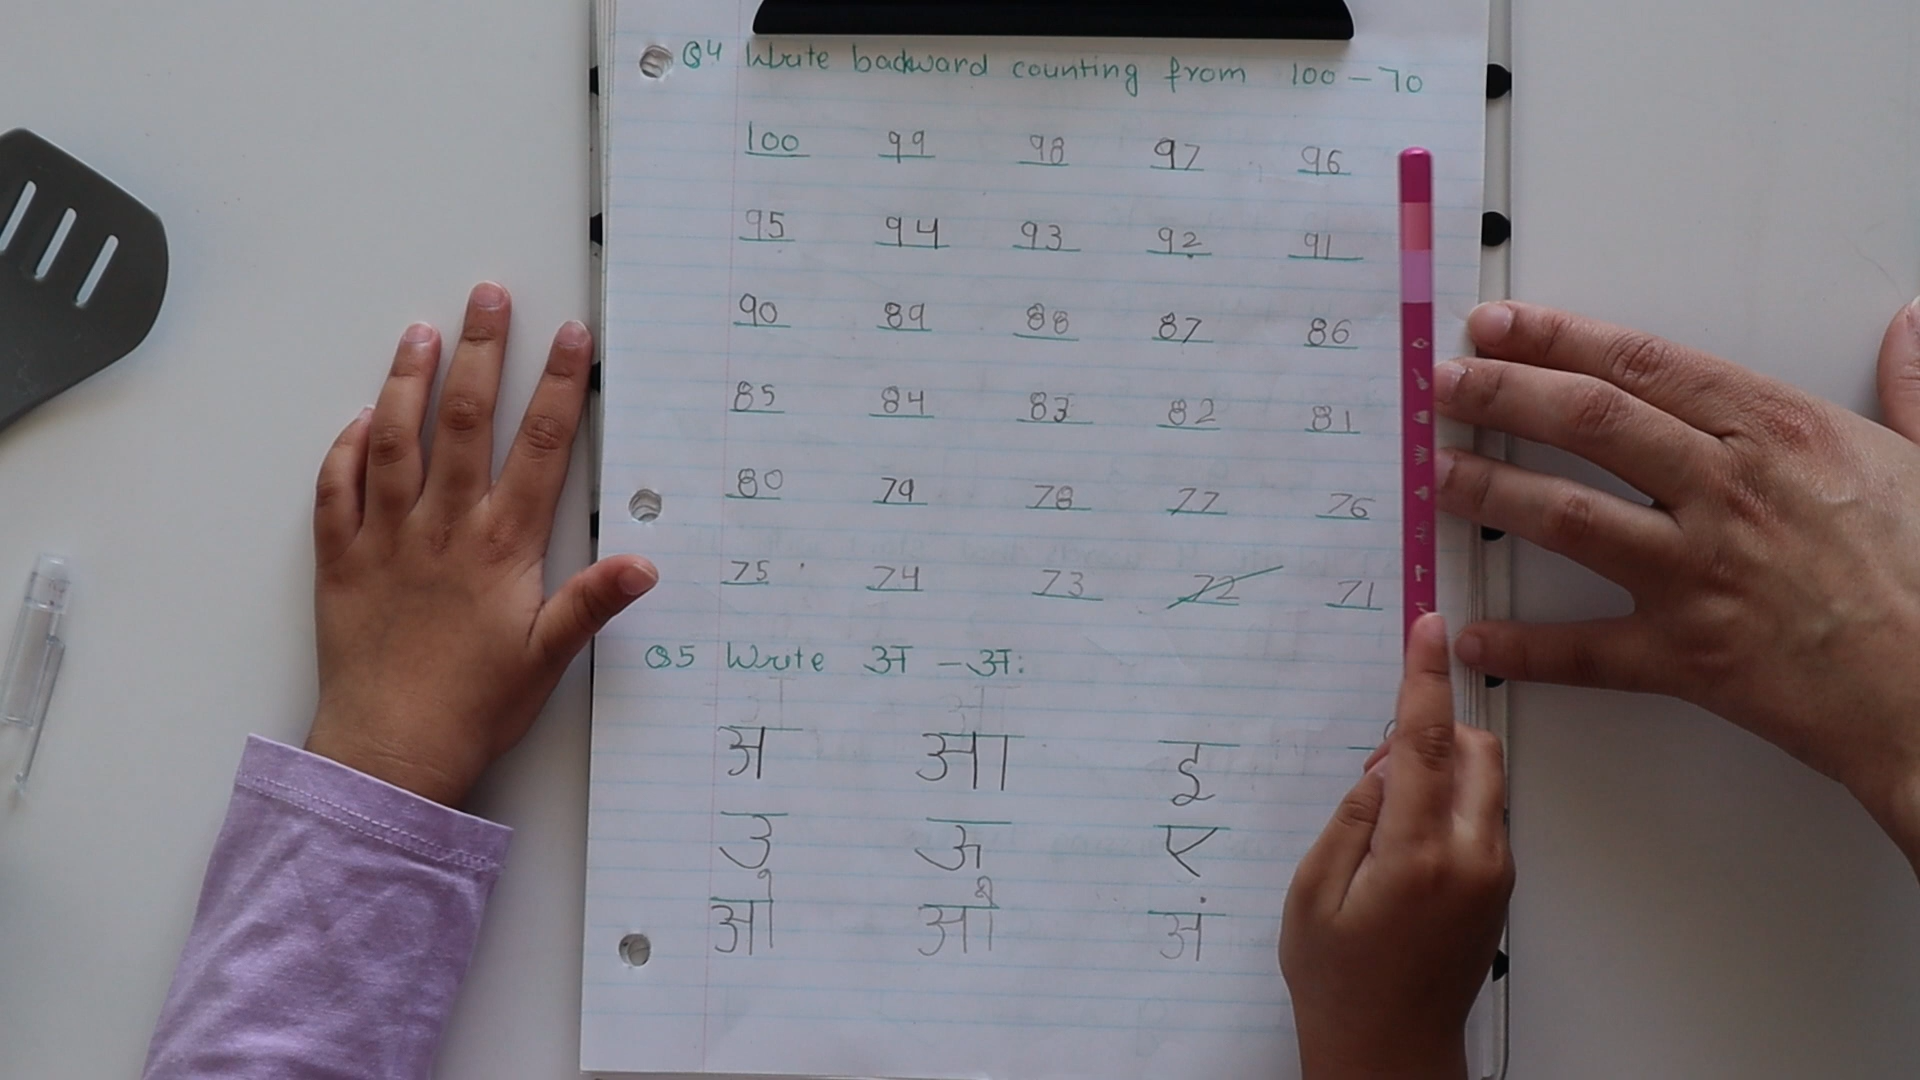 Q4 Write backward counting from 100 - 70
100 99 98 97 96
95 94 93 92 91
90 89 88 87 86
85 84 83 82 81
80 79 78 77 76
75 74 73 72 71
Q5 Write अ - अ:
अ आ इ
उ ऊ ए
ओ औ अं